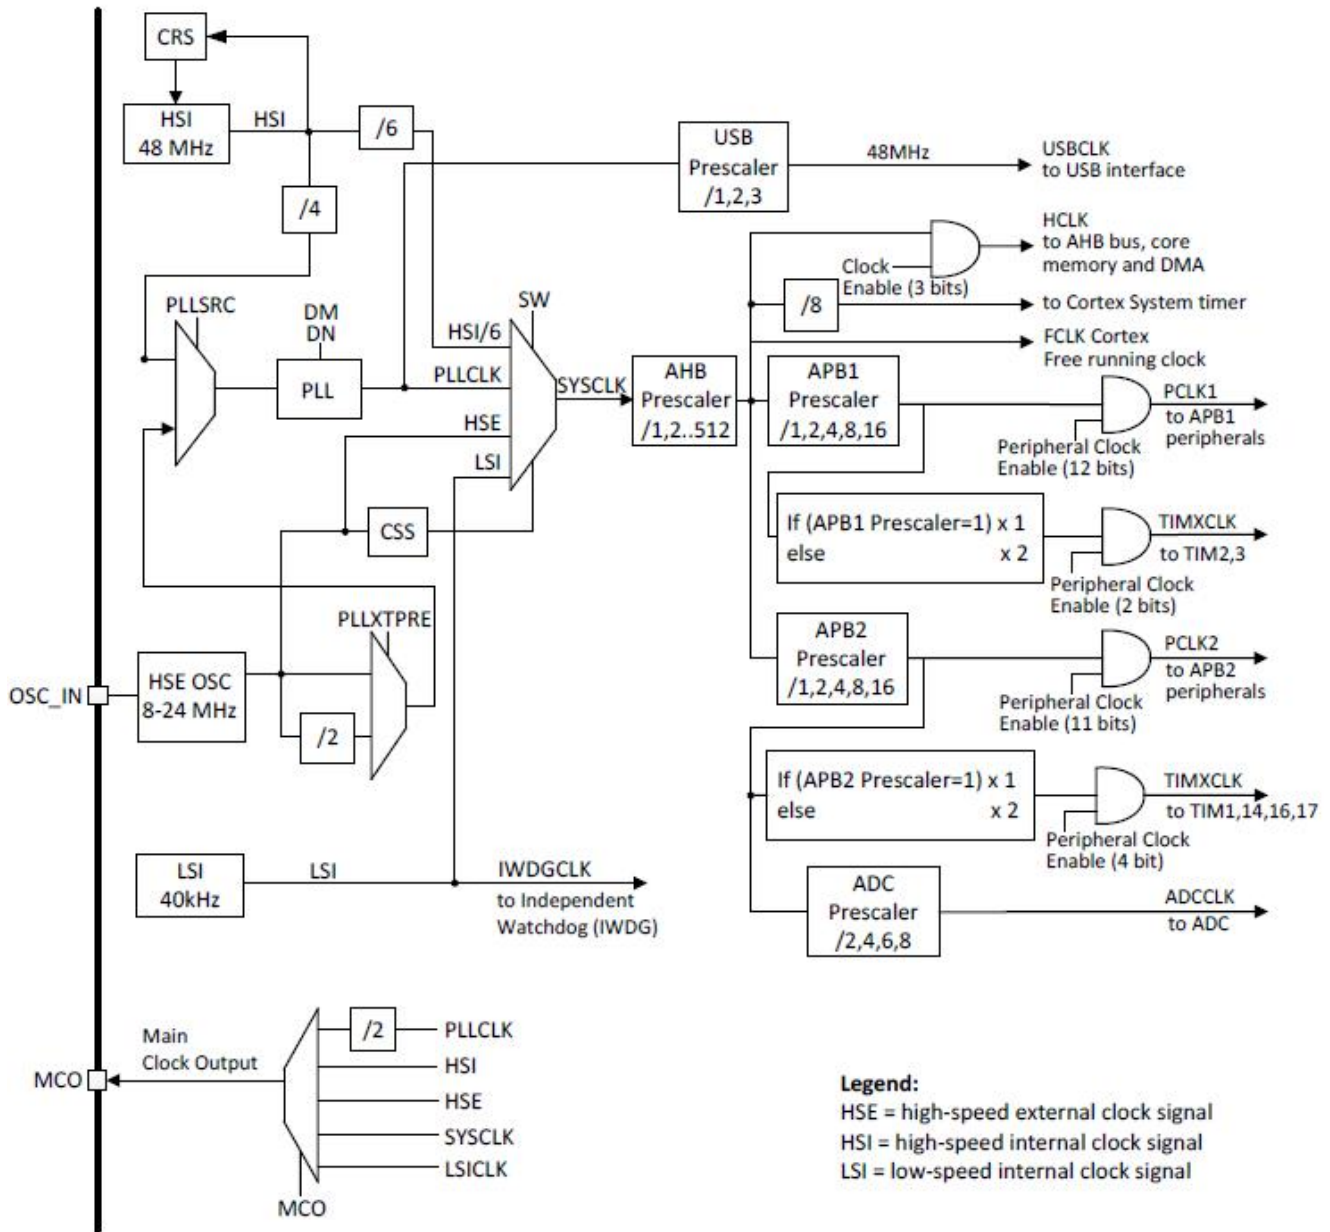 CRS
HSI
48 MHz
HSI
/6
/4
USB
Prescaler
/1,2,3
48MHz
USBCLK
to USB interface
HCLK
to AHB bus, core
memory and DMA
Clock
Enable (3 bits)
/8
to Cortex System timer
FCLK Cortex
Free running clock
PLLSRC
DM
DN
PLL
SW
HSI/6
PLLCLK
HSE
LSI
SYSCLK
AHB
Prescaler
/1,2..512
APB1
Prescaler
/1,2,4,8,16
PCLK1
to APB1
peripherals
Peripheral Clock
Enable (12 bits)
CSS
If (APB1 Prescaler=1) x 1
else x 2
TIMXCLK
to TIM2,3
Peripheral Clock
Enable (2 bits)
PLLXTPRE
OSC_IN
HSE OSC
8-24 MHz
/2
APB2
Prescaler
/1,2,4,8,16
PCLK2
to APB2
peripherals
Peripheral Clock
Enable (11 bits)
If (APB2 Prescaler=1) x 1
else x 2
TIMXCLK
to TIM1,14,16,17
Peripheral Clock
Enable (4 bit)
LSI
40kHz
LSI
IWDGCLK
to Independent
Watchdog (IWDG)
ADC
Prescaler
/2,4,6,8
ADCCLK
to ADC
MCO
Main
Clock Output
/2
PLLCLK
HSI
HSE
SYSCLK
LSICLK
MCO
Legend:
HSE = high-speed external clock signal
HSI = high-speed internal clock signal
LSI = low-speed internal clock signal